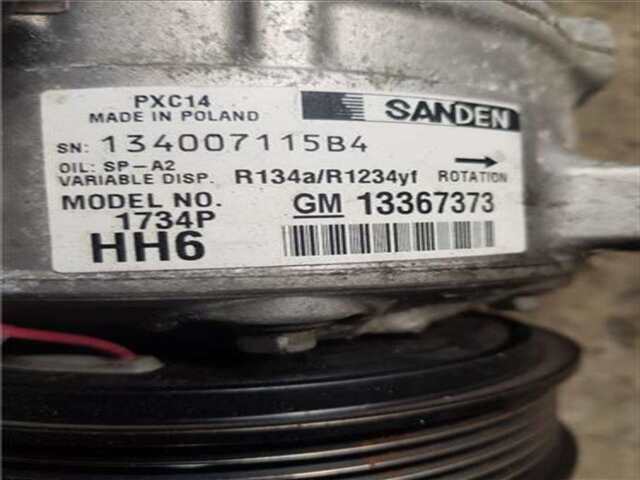 PXC14
SANDEN
MADE IN POLAND
SN: 134007115B4
OIL: SP-A2
VARIABLE DISP. R134a/R1234yf ROTATION
MODEL NO. GM 13367373
1734P
HH6